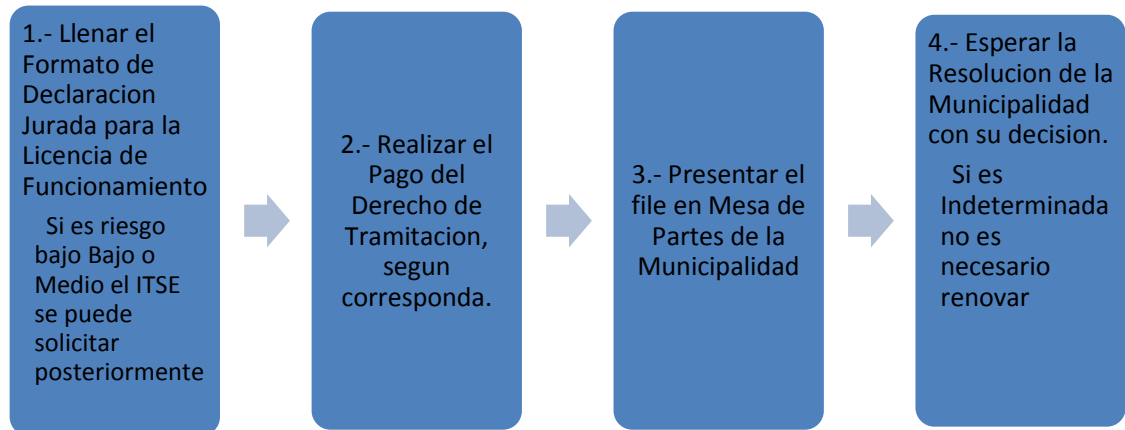 1.- Llenar el
Formato de
Declaracion
Jurada para la
Licencia de
Funcionamiento
Si es riesgo
bajo Bajo o
Medio el ITSE
se puede
solicitar
posteriormente
2.- Realizar el
Pago del
Derecho de
Tramitacion,
segun
corresponda.
3.- Presentar el
file en Mesa de
Partes de la
Municipalidad
4.- Esperar la
Resolucion de la
Municipalidad
con su decision.
Si es
Indeterminada
no es
necesario
renovar